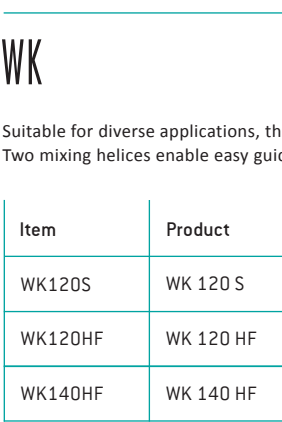 WK
Suitable for diverse applications, th
Two mixing helices enable easy guid
Item Product
WK120S WK 120 S
WK120HF WK 120 HF
WK140HF WK 140 HF